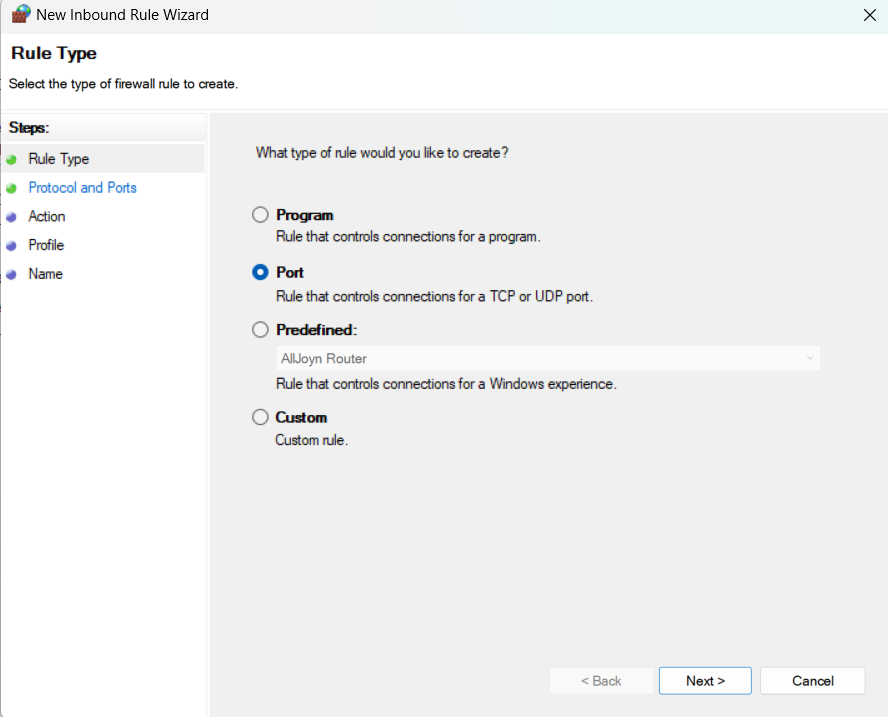 New Inbound Rule Wizard
Rule Type
Select the type of firewall rule to create.
Steps:
Rule Type
Protocol and Ports
Action
Profile
Name
What type of rule would you like to create?
Program
Rule that controls connections for a program.
Port
Rule that controls connections for a TCP or UDP port.
Predefined:
AllJoyn Router
Rule that controls connections for a Windows experience.
Custom
Custom rule.
< Back
Next >
Cancel